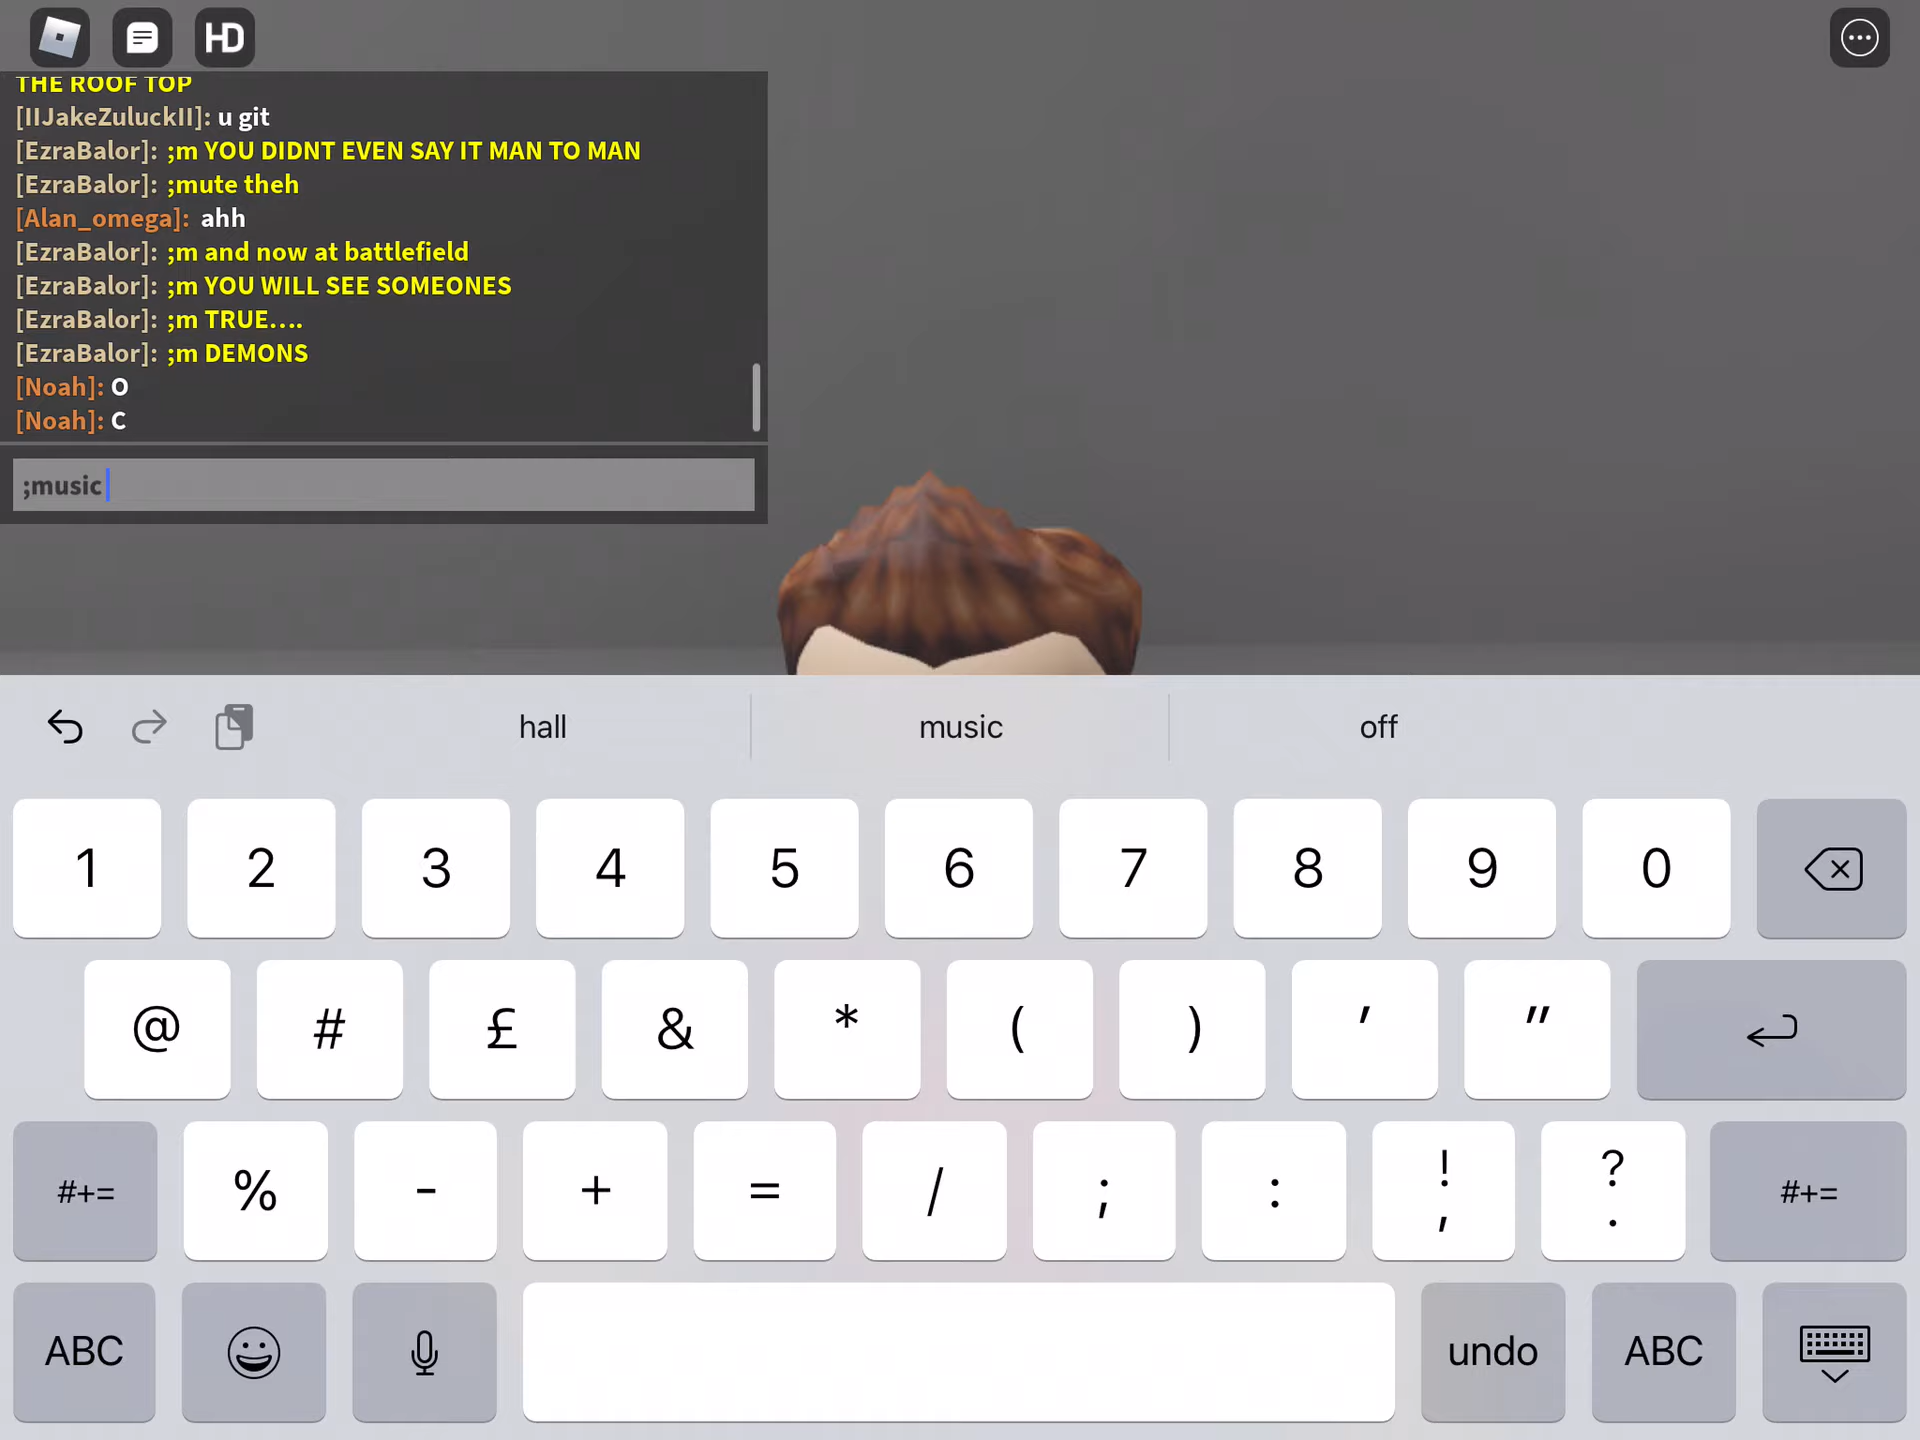 HD
THE ROOF TOP
[IIJakeZuluckII]: u git
[EzraBalor]: ;m YOU DIDNT EVEN SAY IT MAN TO MAN
[EzraBalor]: ;mute theh
[Alan_omega]: ahh
[EzraBalor]: ;m and now at battlefield
[EzraBalor]: ;m YOU WILL SEE SOMEONES
[EzraBalor]: ;m TRUE....
[EzraBalor]: ;m DEMONS
[Noah]: O
[Noah]: C
;music
hall music off
1 2 3 4 5 6 7 8 9 0
@ # £ & * ( ) ' "
#+= % - + = / ; : ! , ? . #+=
ABC undo ABC